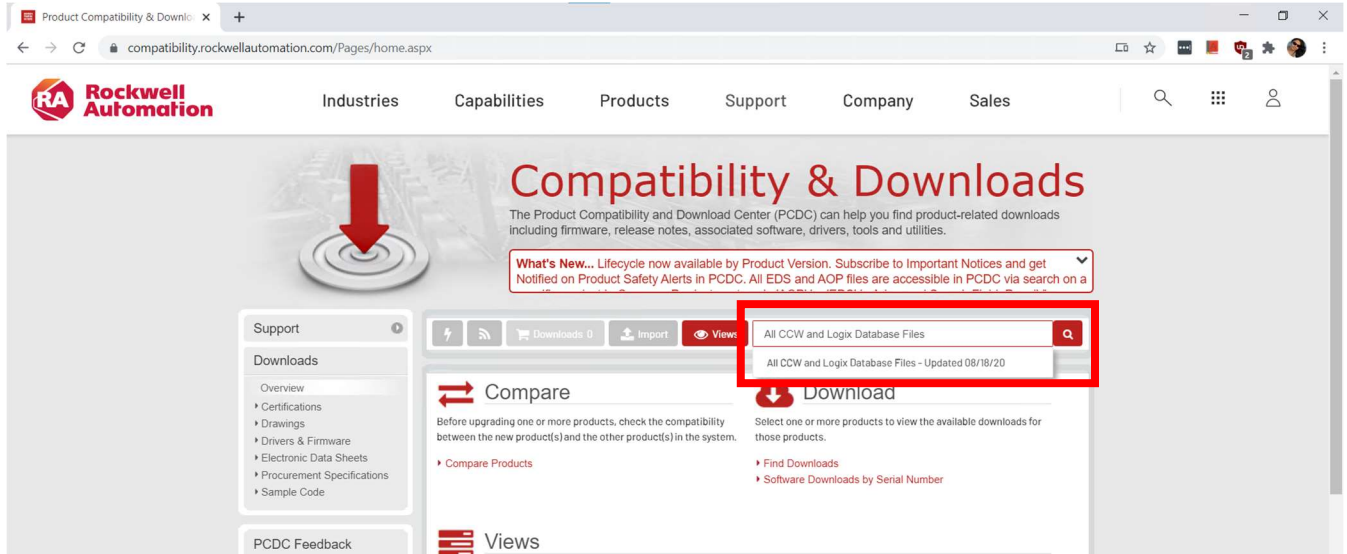 Product Compatibility & Downlo
compatibility.rockwellautomation.com/Pages/home.aspx
2
RA
Rockwell
Automation
Industries
Capabilities
Products
Support
Company
Sales
Compatibility & Downloads
The Product Compatibility and Download Center (PCDC) can help you find product-related downloads
including firmware, release notes, associated software, drivers, tools and utilities.
What's New... Lifecycle now available by Product Version. Subscribe to Important Notices and get
Notified on Product Safety Alerts in PCDC. All EDS and AOP files are accessible in PCDC via search on a
Support
Downloads 0
Import
Views
All CCW and Logix Database Files
All CCW and Logix Database Files - Updated 08/18/20
Downloads
Overview
Certifications
Drawings
Drivers & Firmware
Electronic Data Sheets
Procurement Specifications
Sample Code
PCDC Feedback
Compare
Before upgrading one or more products, check the compatibility
between the new product(s) and the other product(s) in the system.
Compare Products
Download
Select one or more products to view the available downloads for
those products.
Find Downloads
Software Downloads by Serial Number
Views